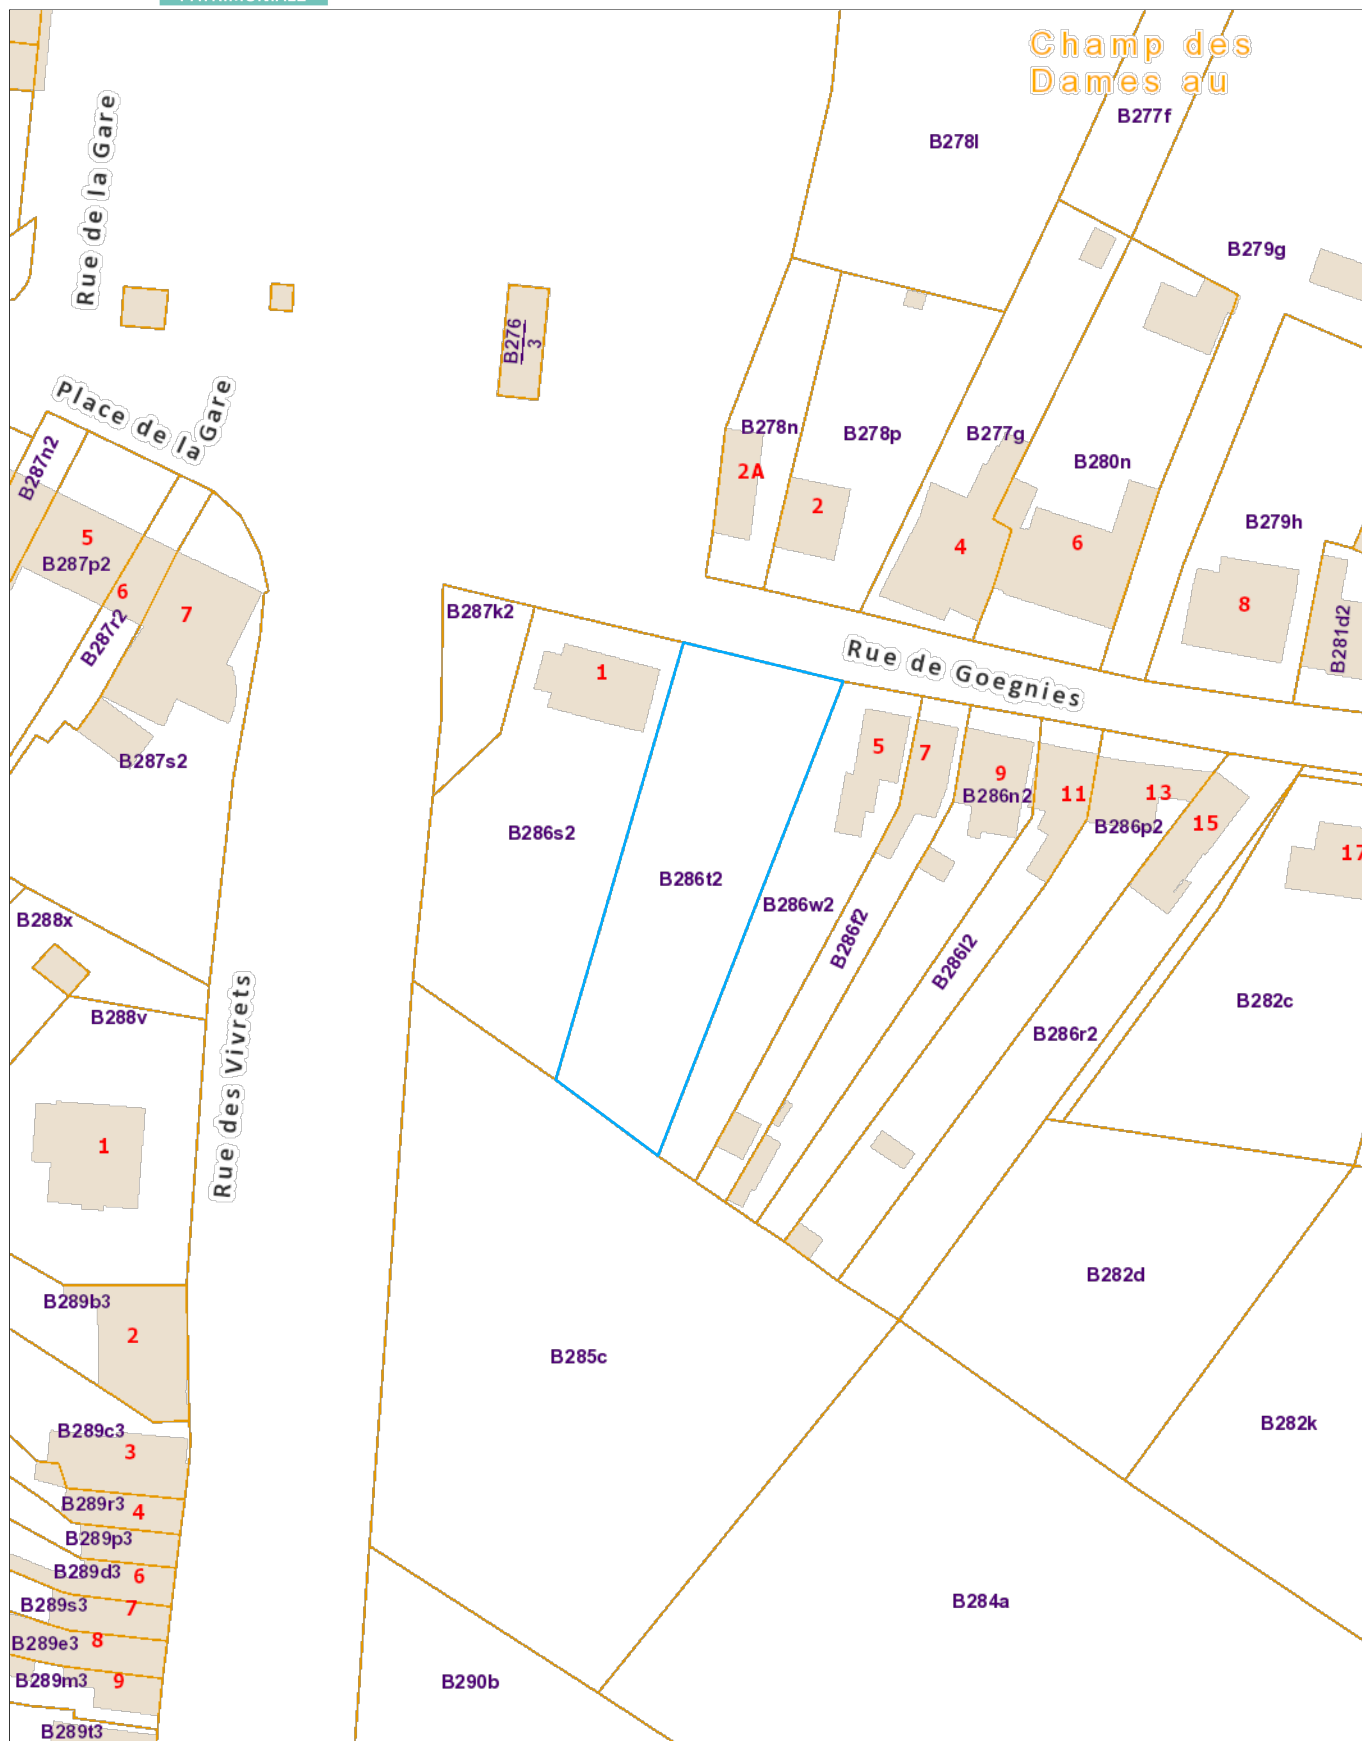 Champ des
Dames au
B277f
B278l
Rue de la Gare
B279g
B276
3
Place de la Gare
B278n
B278p
B277g
B280n
B287n2
2A
2
B279h
5
4
6
B287p2
6
7
8
B287r2
B287k2
B281d2
Rue de Goegnies
1
5
7
9
B286n2
11
13
B287s2
15
B286p2
B286s2
17
B286t2
B286w2
B288x
B286f2
B286l2
B282c
B288v
B286r2
Rue des Vivrets
1
B282d
B289b3
2
B285c
B289c3
3
B282k
B289r3
4
B289p3
B289d3
6
B289s3
7
B284a
B289e3
8
B289m3
9
B290b
B289t3